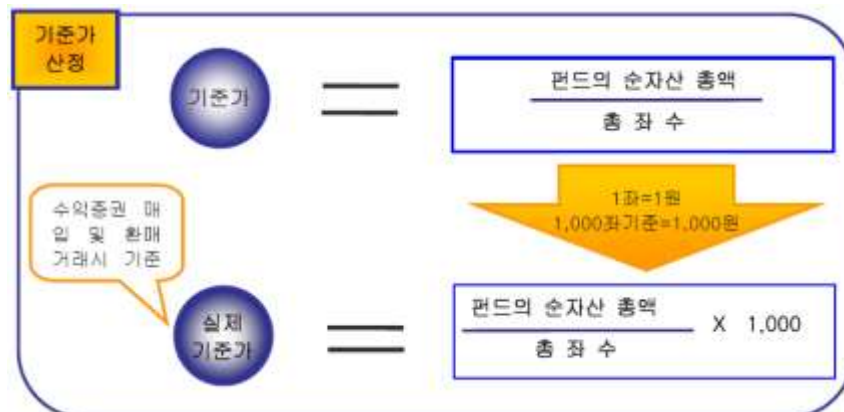 기준가
산정
기준가
펀드의 순자산 총액
총 좌 수
1좌=1원
1,000좌기준=1,000원
수익증권 매
입 및 환매
거래시 기준
실제
기준가
펀드의 순자산 총액
총 좌 수
X 1,000